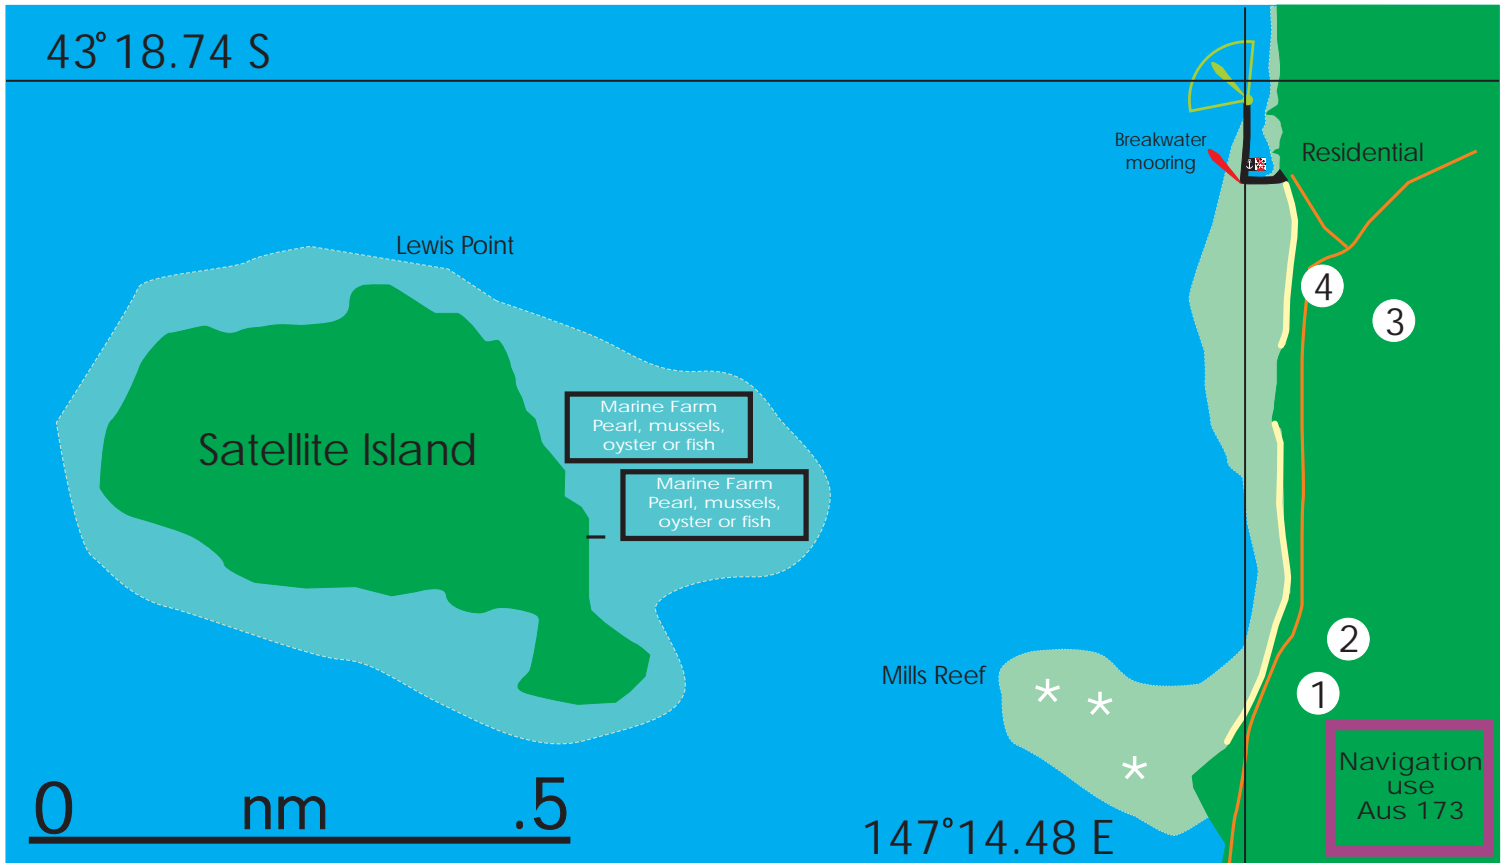 43°18.74 S
Breakwater
mooring
Residential
Lewis Point
4
3
Marine Farm
Pearl, mussels,
oyster or fish
Satellite Island
Marine Farm
Pearl, mussels,
oyster or fish
2
Mills Reef
1
Navigation
use
Aus 173
0 nm .5
147°14.48 E